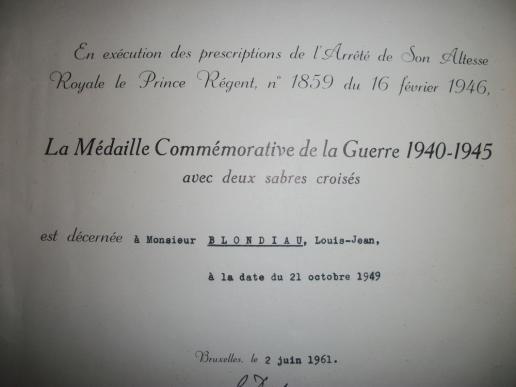 En exécution des prescriptions de l'Arrêté de Son Altesse
Royale le Prince Régent, n° 1859 du 16 février 1946,
La Médaille Commémorative de la Guerre 1940-1945
avec deux sabres croisés
est décernée à Monsieur BLONDIAU, Louis-Jean,
à la date du 21 octobre 1949
Bruxelles, le 2 juin 1961.